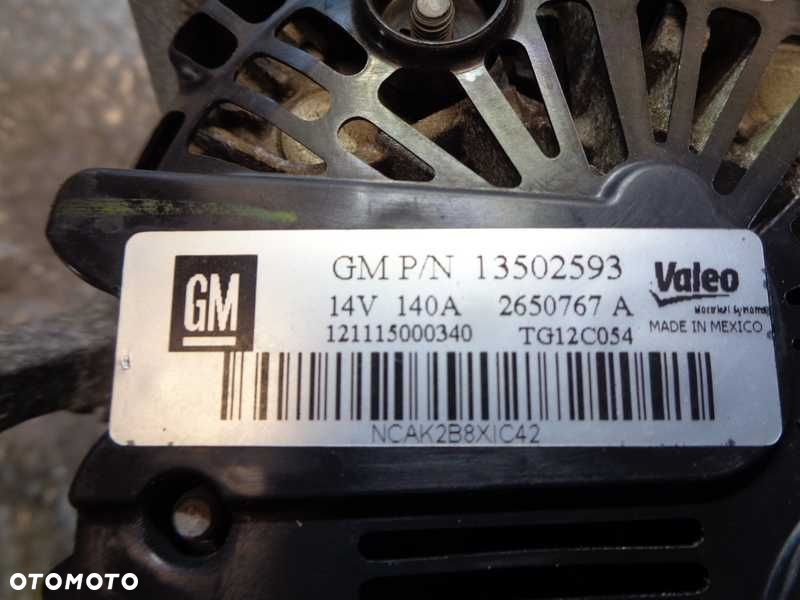 GM
GM P/N 13502593
14V 140A 2650767 A
121115000340 TG12C054
Valeo
MADE IN MEXICO
NCAK2B8XIC42
OTOMOTO